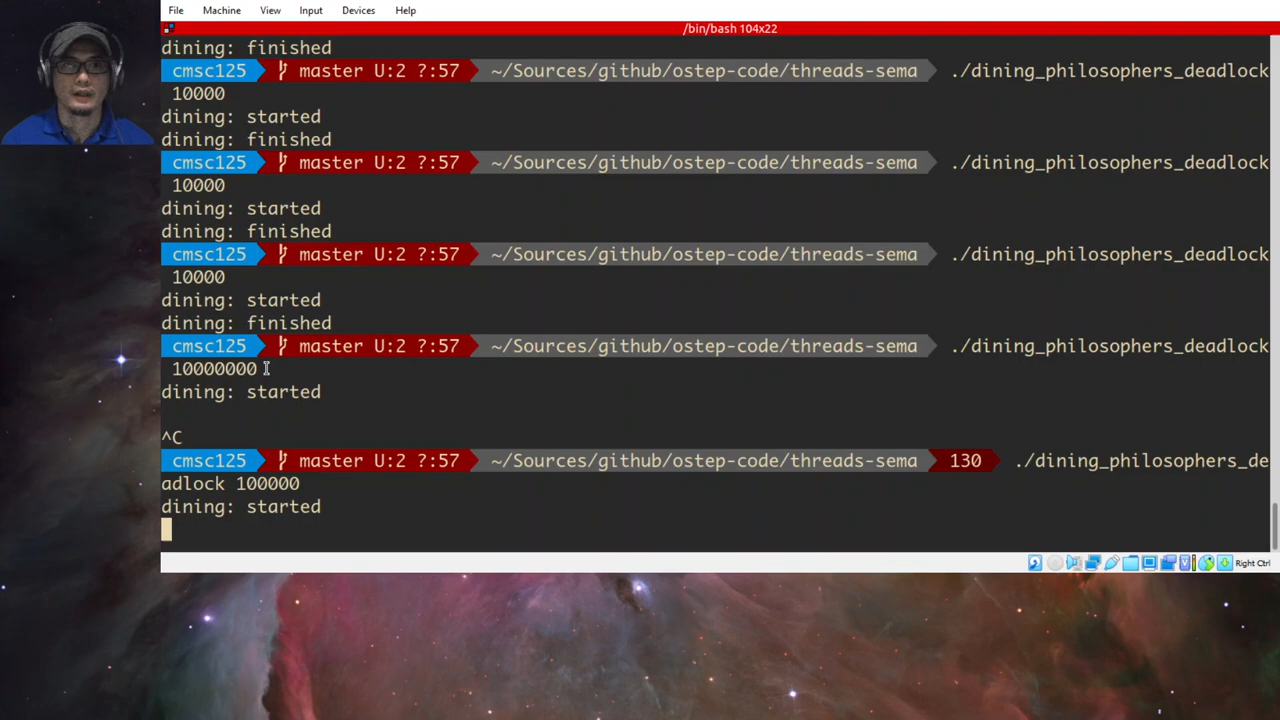 File Machine View Input Devices Help
/bin/bash 104x22
dining: finished
cmsc125 master U:2 ?:57 ~/Sources/github/ostep-code/threads-sema ./dining_philosophers_deadlock
10000
dining: started
dining: finished
cmsc125 master U:2 ?:57 ~/Sources/github/ostep-code/threads-sema ./dining_philosophers_deadlock
10000
dining: started
dining: finished
cmsc125 master U:2 ?:57 ~/Sources/github/ostep-code/threads-sema ./dining_philosophers_deadlock
10000
dining: started
dining: finished
cmsc125 master U:2 ?:57 ~/Sources/github/ostep-code/threads-sema ./dining_philosophers_deadlock
10000000
dining: started
^C
cmsc125 master U:2 ?:57 ~/Sources/github/ostep-code/threads-sema 130 ./dining_philosophers_de
adlock 100000
dining: started
Right Ctrl